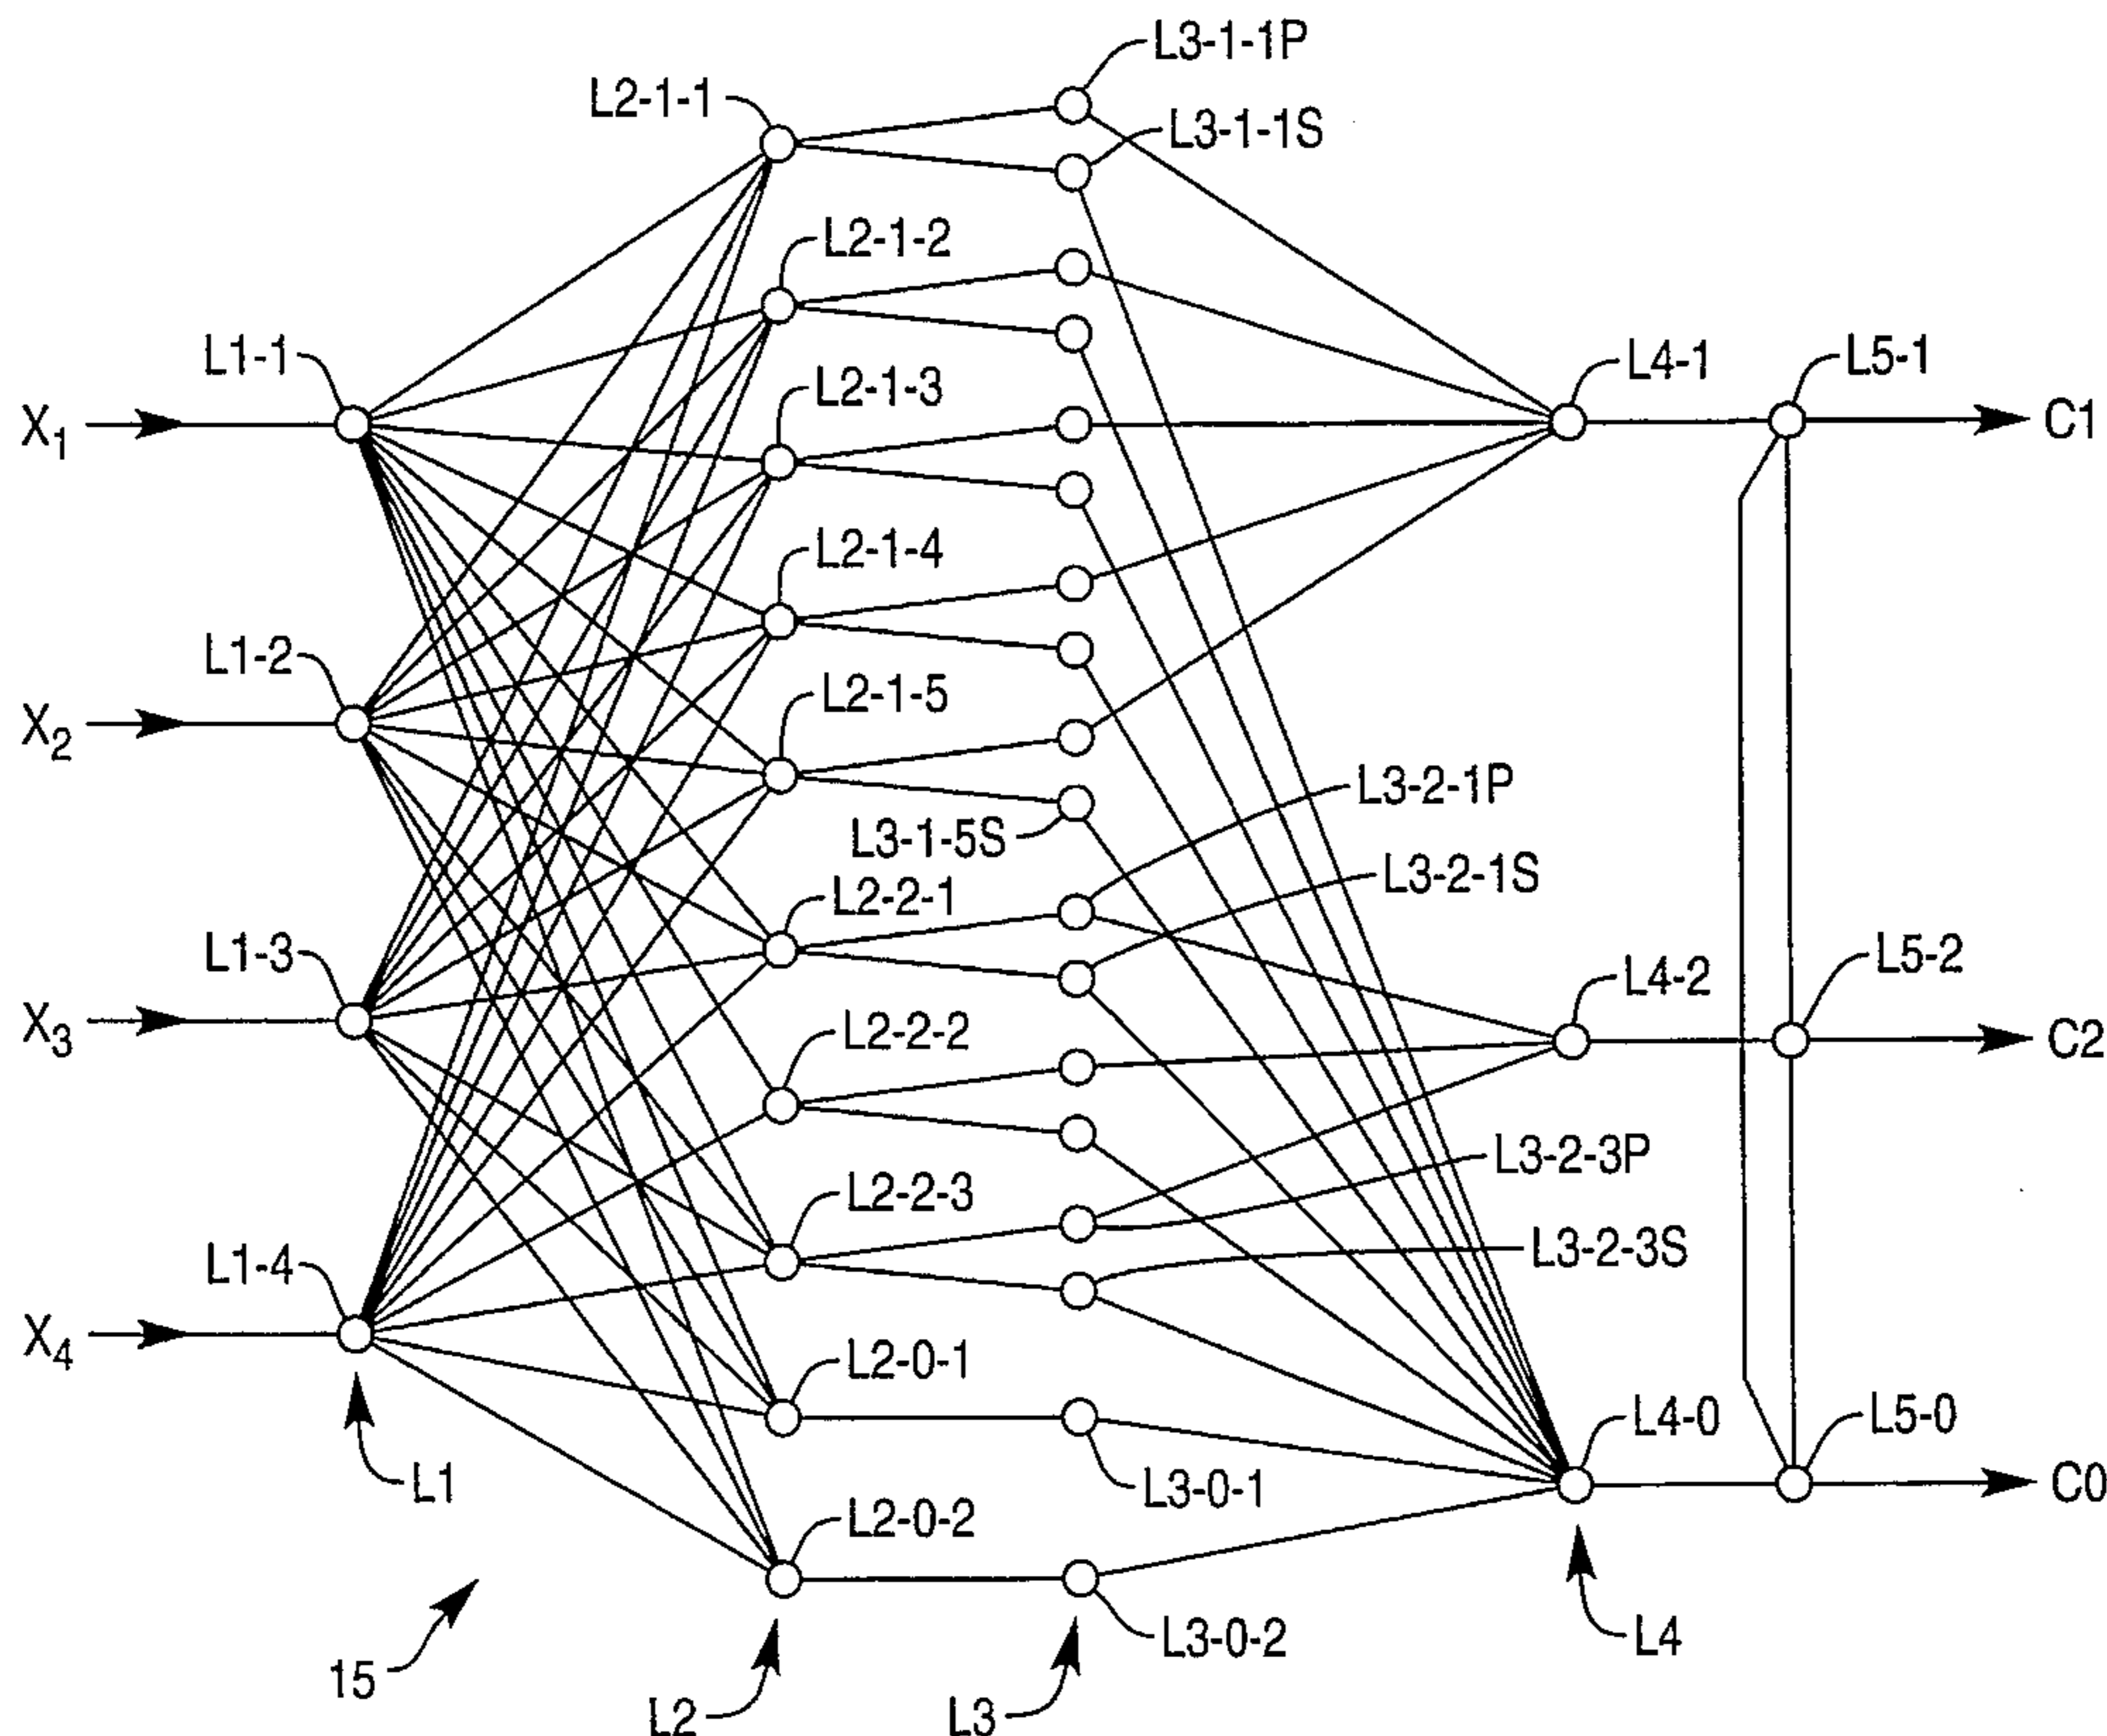 L3-1-1P
L2-1-1
L3-1-1S
L2-1-2
L1-1
L2-1-3
L4-1
L5-1
X₁
C1
L2-1-4
L1-2
L2-1-5
X₂
L3-2-1P
L3-1-5S
L3-2-1S
L2-2-1
L1-3
L4-2
L5-2
X₃
L2-2-2
C2
L3-2-3P
L2-2-3
L1-4
L3-2-3S
X₄
L2-0-1
L4-0
L5-0
L1
L3-0-1
C0
L2-0-2
15
L3-0-2
L4
L2
L3